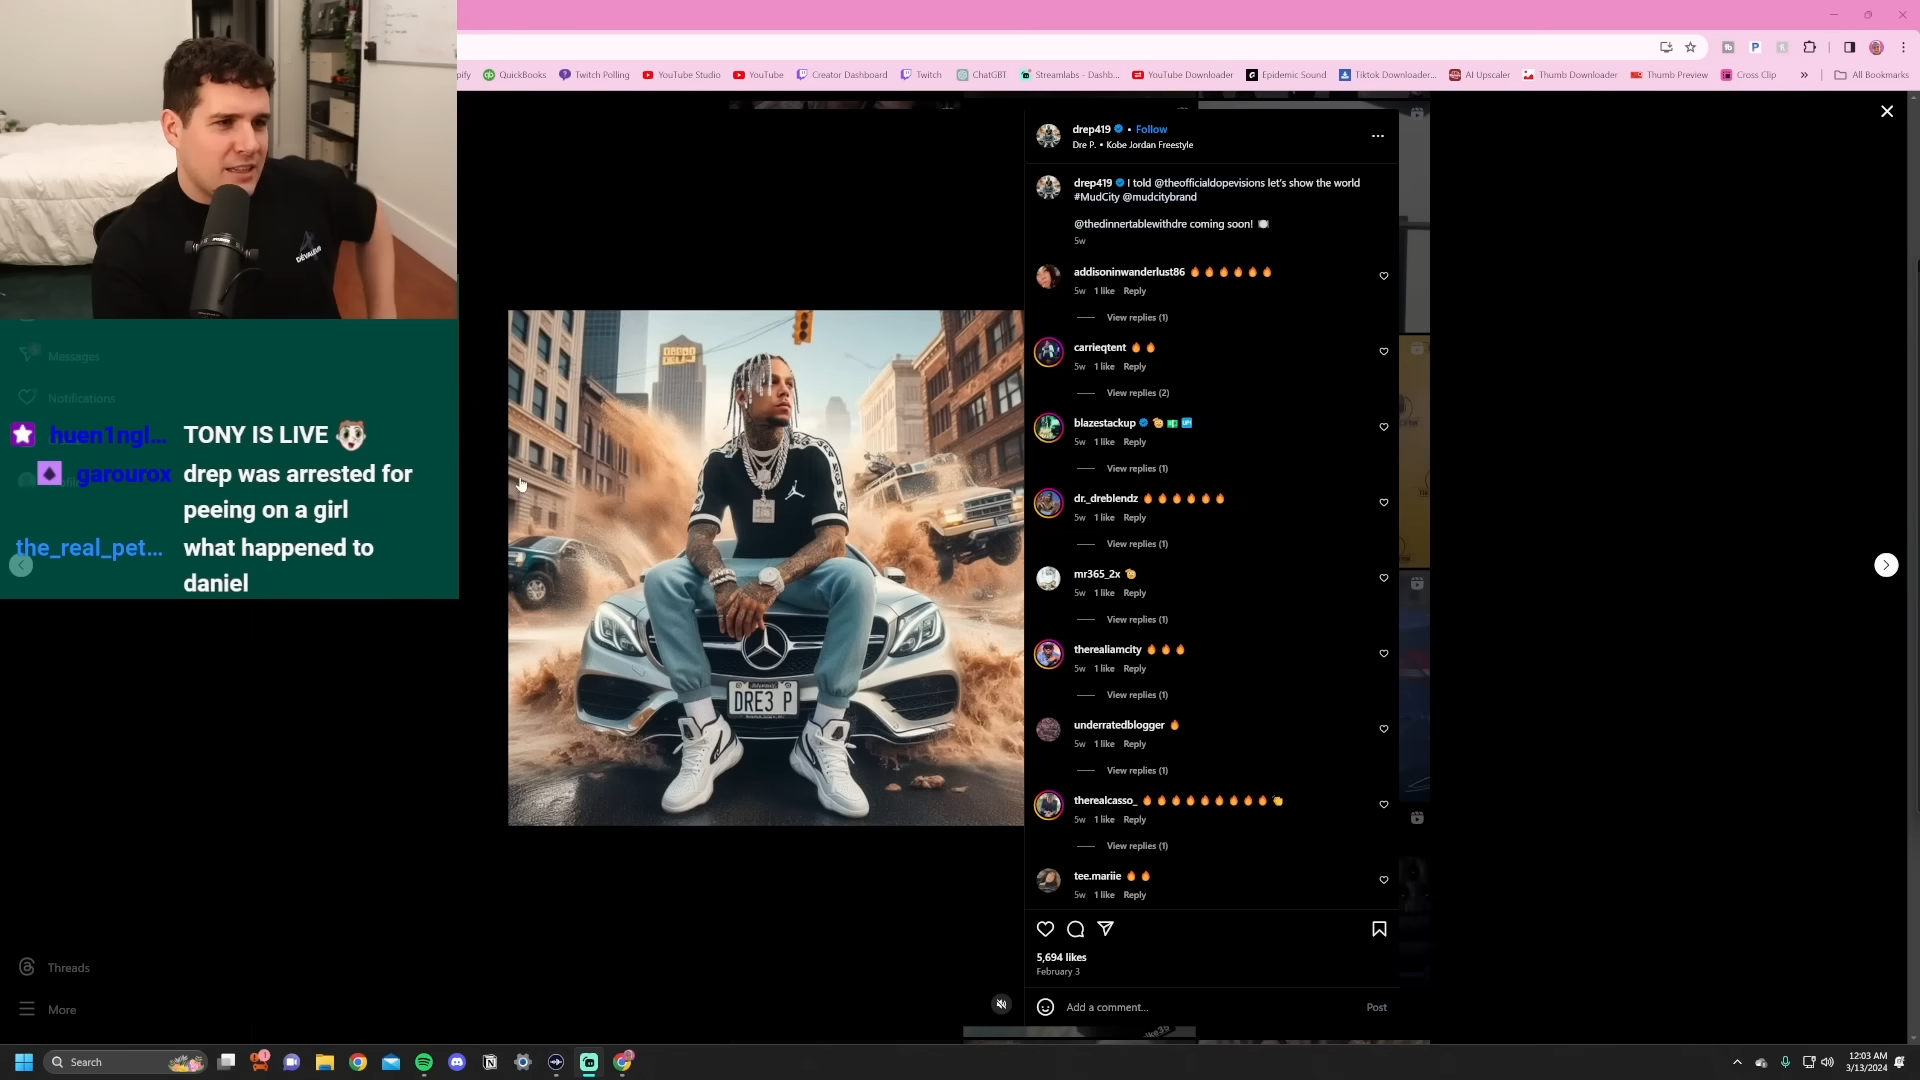 pify QuickBooks Twitch Polling YouTube Studio YouTube Creator Dashboard Twitch ChatGBT Streamlabs - Dashb... YouTube Downloader Epidemic Sound Tiktok Downloader... AI Upscaler Thumb Downloader Thumb Preview Cross Clip » All Bookmarks
DEVALEUR
Messages
Notifications
huen1ngl... TONY IS LIVE
garourox drep was arrested for
peeing on a girl
the_real_pet... what happened to
daniel
Threads
More
DRE3 P
drep419 • Follow
Dre P. • Kobe Jordan Freestyle
drep419 I told @theofficialdopevisions let's show the world
#MudCity @mudcitybrand
@thedinnertablewithdre coming soon!
5w
addisoninwanderlust86
5w 1 like Reply
View replies (1)
carrieqtent
5w 1 like Reply
View replies (2)
blazestackup
5w 1 like Reply
View replies (1)
dr._dreblendz
5w 1 like Reply
View replies (1)
mr365_2x
5w 1 like Reply
View replies (1)
therealiamcity
5w 1 like Reply
View replies (1)
underratedblogger
5w 1 like Reply
View replies (1)
therealcasso_
5w 1 like Reply
View replies (1)
tee.mariie
5w 1 like Reply
5,694 likes
February 3
Add a comment... Post
Search
12:03 AM
3/13/2024